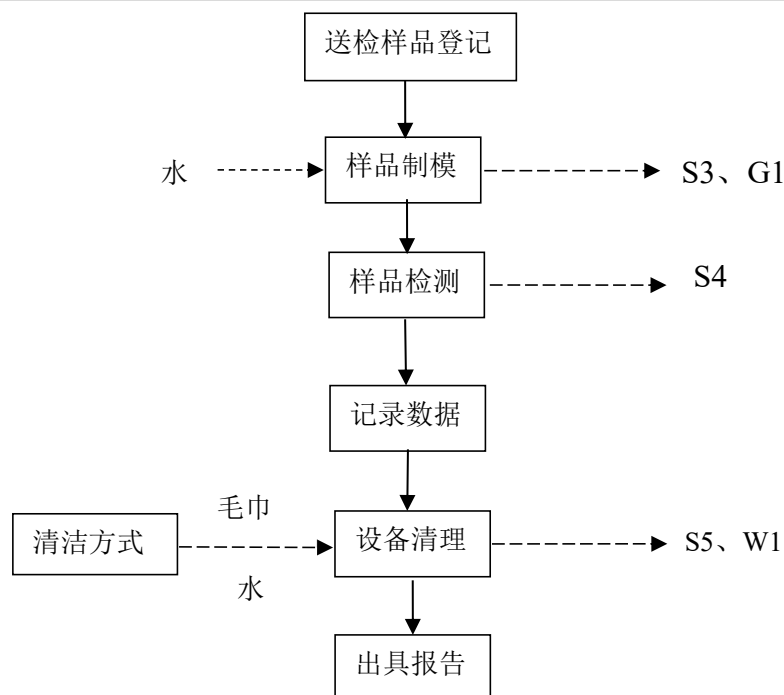 送检样品登记
水
样品制模
S3、G1
样品检测
S4
记录数据
毛巾
清洁方式
设备清理
S5、W1
水
出具报告